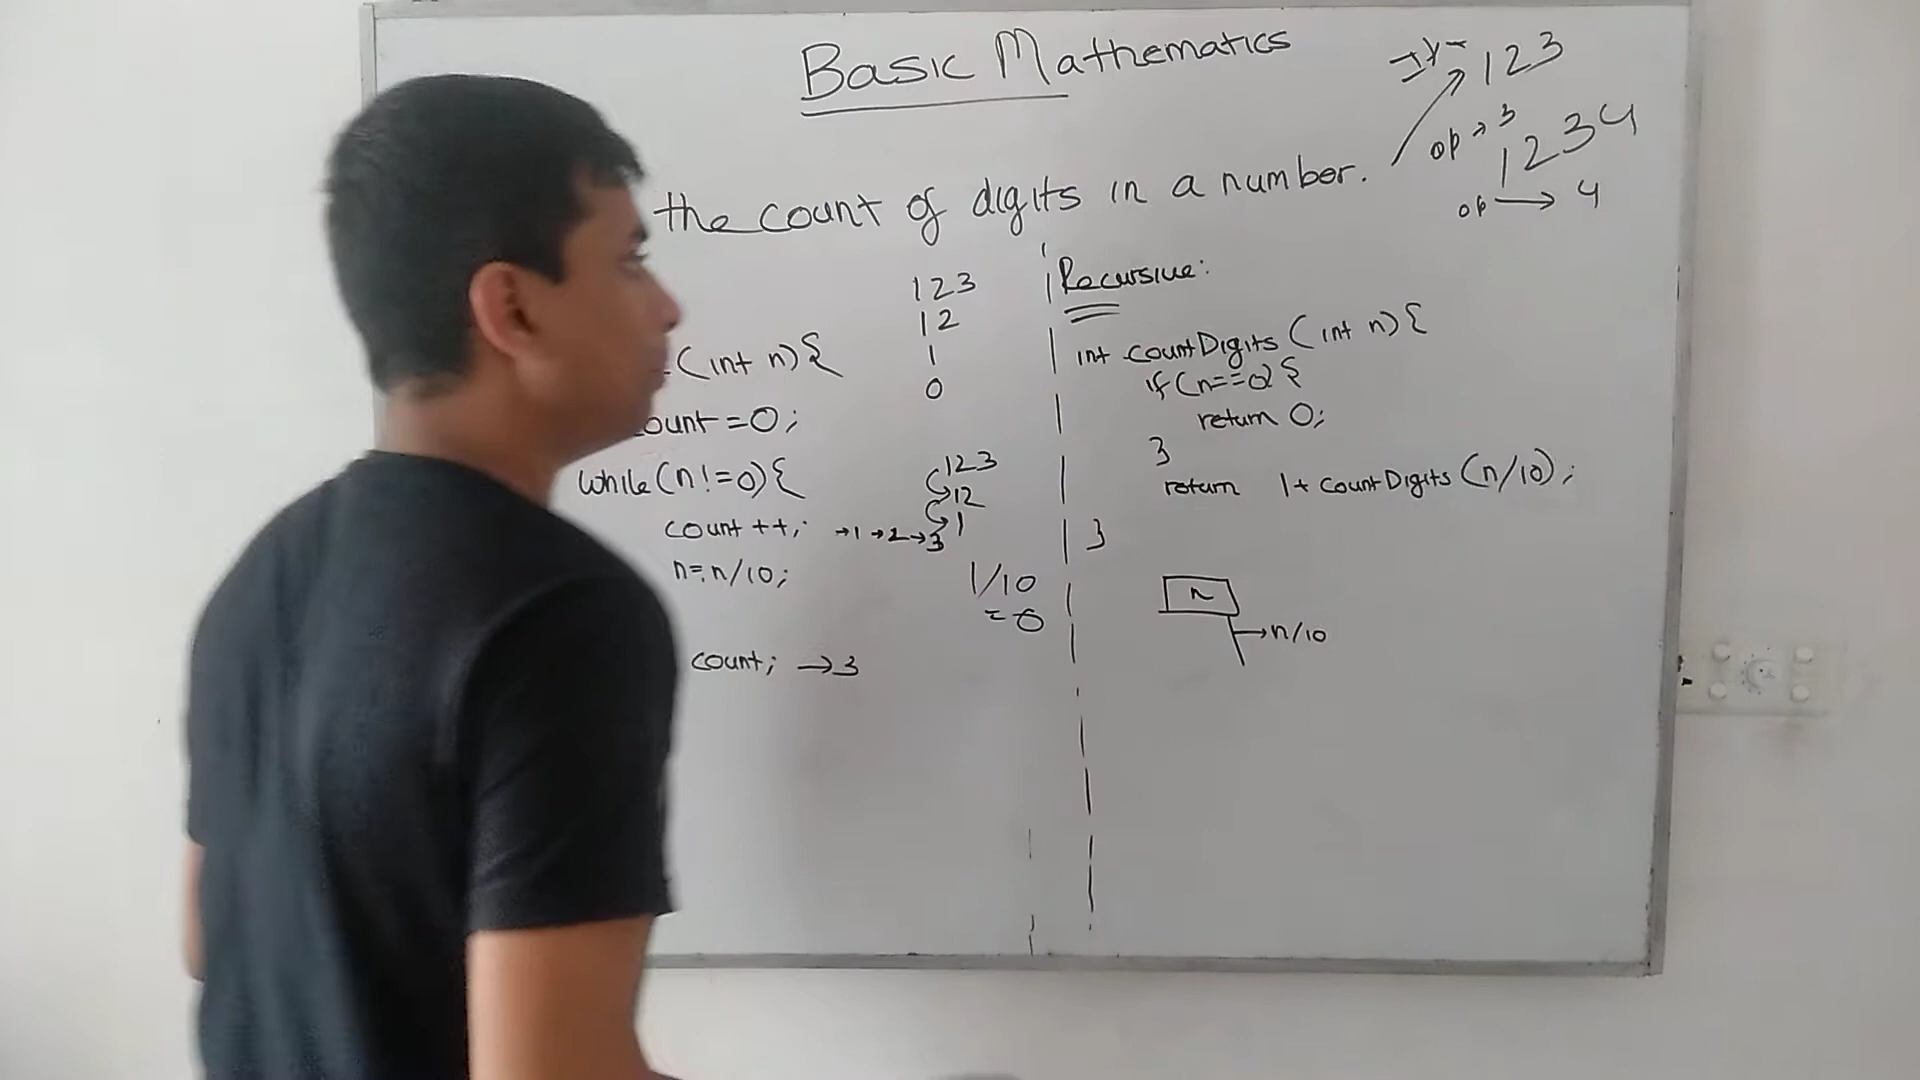 Basic Mathematics
123
op → 3
1234
op → 4
the count of digits in a number.
123
12
1
0
(int n){
count = 0;
while(n!=0){
count++; →1→2→3
n = n/10;
count; →3
123
12
1
1/10
= 0
Recursive:
int countDigits (int n){
if(n==0){
return 0;
}
return 1+ countDigits (n/10);
}
n
→n/10